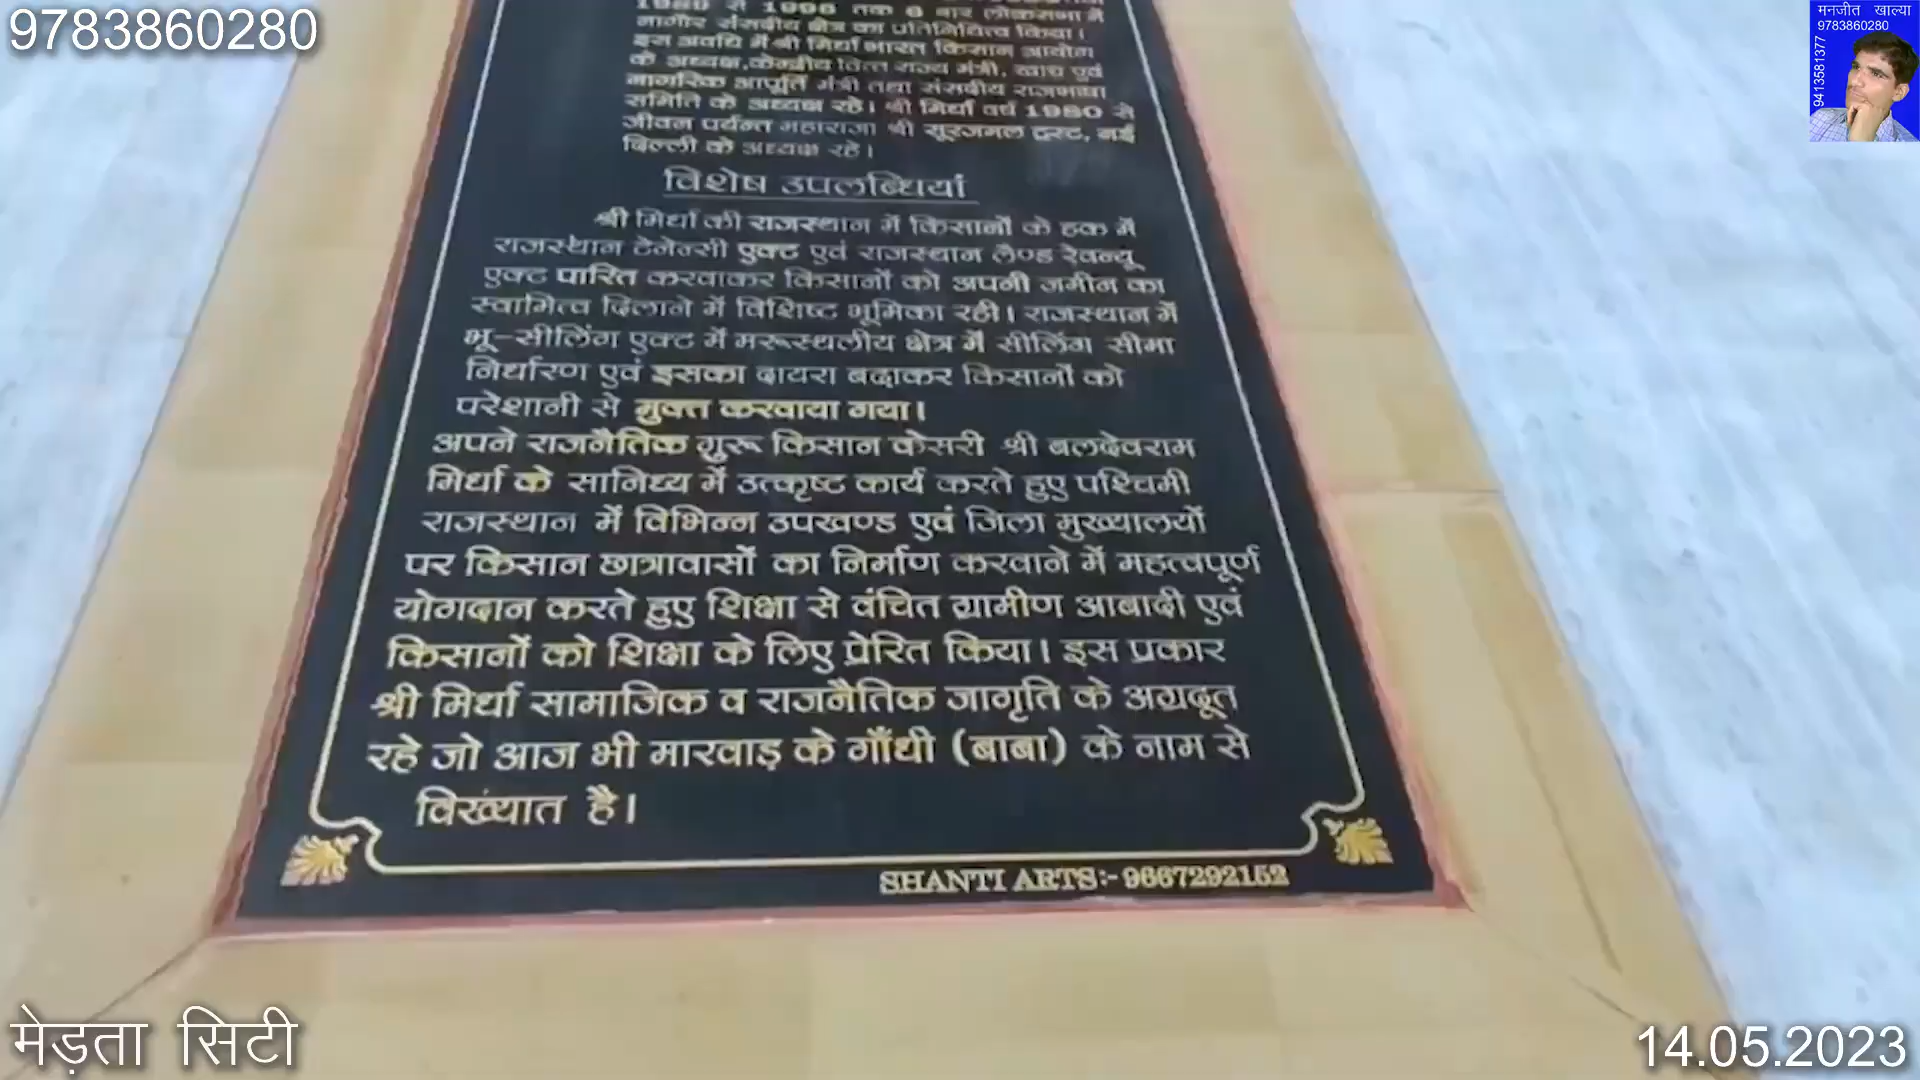 9783860280
मनजीत खाल्या
9783860280
9413581377
1989 से 1996 तक 6 बार लोकसभा में
नागौर संसदीय क्षेत्र का प्रतिनिधित्व किया।
इस अवधि में श्री मिर्धा भारत किसान आयोग
के अध्यक्ष,केन्द्रीय वित्त राज्य मंत्री, खाद्य एवं
नागरिक आपूर्ति मंत्री तथा संसदीय राजभाषा
समिति के अध्यक्ष रहे। श्री मिर्धा वर्ष 1980 से
जीवन पर्यन्त महाराजा श्री सूरजमल ट्रस्ट, नई
दिल्ली के अध्यक्ष रहे।
विशेष उपलब्धियां
श्री मिर्धा की राजस्थान में किसानों के हक में
राजस्थान टेनेन्सी एक्ट एवं राजस्थान लैण्ड रेवन्यू
एक्ट पारित करवाकर किसानों को अपनी जमीन का
स्वामित्व दिलाने में विशिष्ट भूमिका रही। राजस्थान में
भू-सीलिंग एक्ट में मरूस्थलीय क्षेत्र में सीलिंग सीमा
निर्धारण एवं इसका दायरा बढाकर किसानों को
परेशानी से मुक्त करवाया गया।
अपने राजनैतिक गुरू किसान केसरी श्री बलदेवराम
मिर्धा के सानिध्य में उत्कृष्ट कार्य करते हुए पश्चिमी
राजस्थान में विभिन्न उपखण्ड एवं जिला मुख्यालयों
पर किसान छात्रावासों का निर्माण करवाने में महत्वपूर्ण
योगदान करते हुए शिक्षा से वंचित ग्रामीण आबादी एवं
किसानों को शिक्षा के लिए प्रेरित किया। इस प्रकार
श्री मिर्धा सामाजिक व राजनैतिक जागृति के अग्रदूत
रहे जो आज भी मारवाड़ के गाँधी (बाबा) के नाम से
विख्यात है।
SHANTI ARTS:- 9667292152
मेड़ता सिटी
14.05.2023